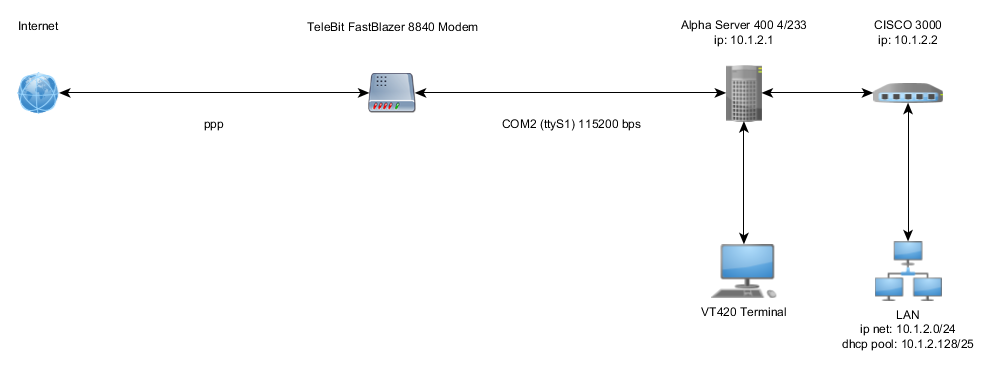 Internet
TeleBit FastBlazer 8840 Modem
Alpha Server 400 4/233
ip: 10.1.2.1
CISCO 3000
ip: 10.1.2.2
ppp
COM2 (ttyS1) 115200 bps
VT420 Terminal
LAN
ip net: 10.1.2.0/24
dhcp pool: 10.1.2.128/25